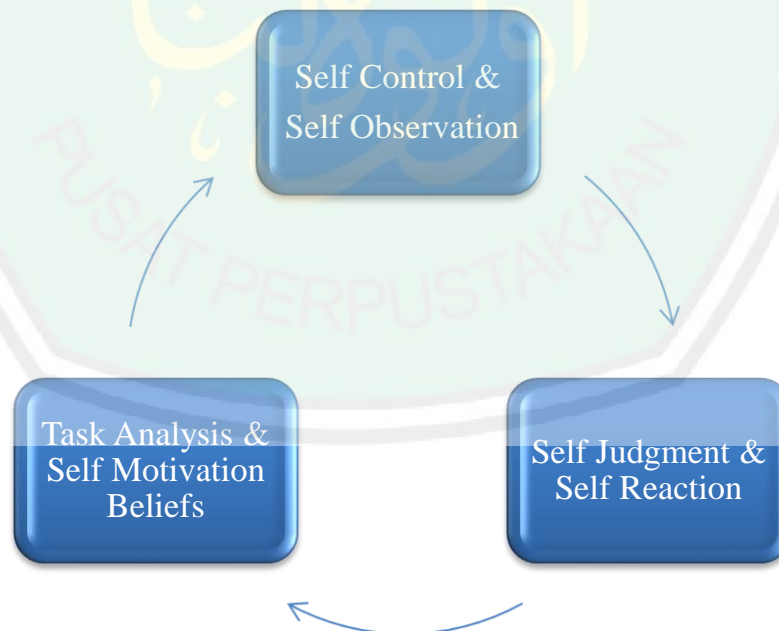 Self Control &
Self Observation
PUSAT PERPUSTAKAAN
Task Analysis &
Self Motivation
Beliefs
Self Judgment &
Self Reaction